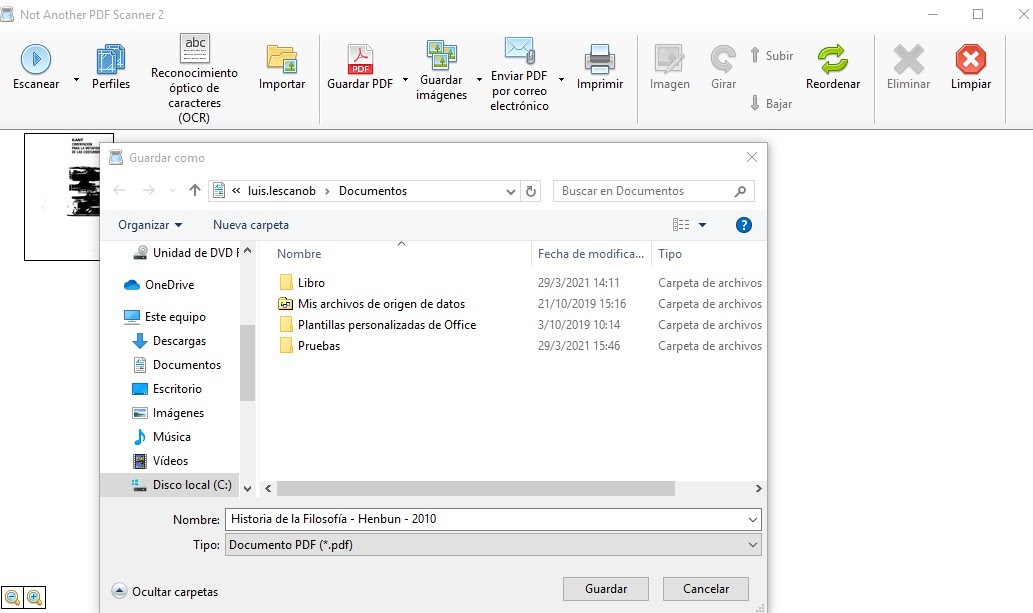 Not Another PDF Scanner 2
Escanear
Perfiles
abc
Reconocimiento
óptico de
caracteres
(OCR)
Importar
PDF
Guardar PDF
Guardar
imágenes
Enviar PDF
por correo
electrónico
Imprimir
Imagen
Girar
Subir
Bajar
Reordenar
Eliminar
Limpiar
Guardar como
« luis.lescanob › Documentos
Buscar en Documentos
Organizar
Nueva carpeta
?
Nombre Fecha de modifica... Tipo
Unidad de DVD
OneDrive
Este equipo
Descargas
Documentos
Escritorio
Imágenes
Música
Vídeos
Disco local (C:)
Libro 29/3/2021 14:11 Carpeta de archivos
Mis archivos de origen de datos 21/10/2019 15:16 Carpeta de archivos
Plantillas personalizadas de Office 3/10/2019 10:14 Carpeta de archivos
Pruebas 29/3/2021 15:46 Carpeta de archivos
Nombre: Historia de la Filosofía - Henbun - 2010
Tipo: Documento PDF (*.pdf)
Ocultar carpetas
Guardar
Cancelar